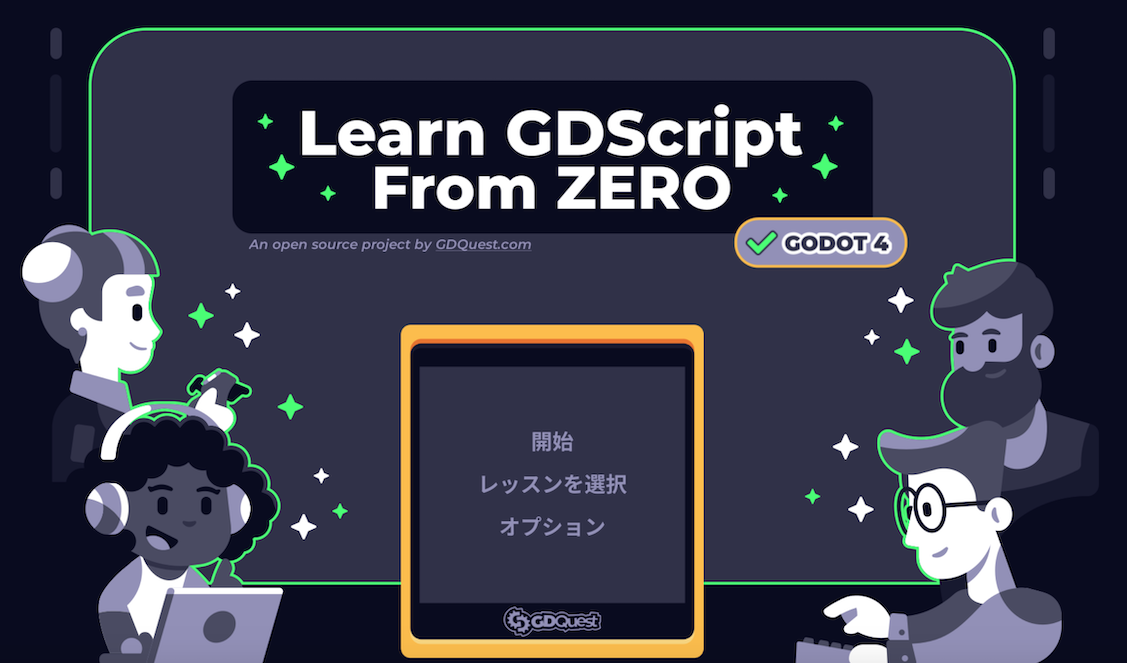 Learn GDScript
From ZERO
An open source project by GDQuest.com
GODOT 4
開始
レッスンを選択
オプション
GDQuest